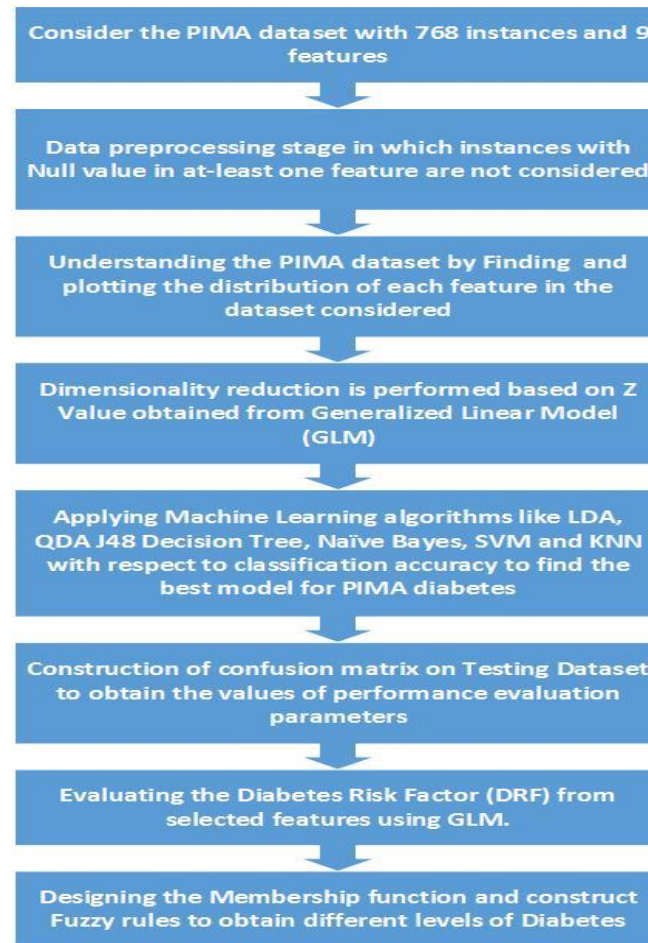 Consider the PIMA dataset with 768 instances and 9
features
Data preprocessing stage in which instances with
Null value in at-least one feature are not considered
Understanding the PIMA dataset by Finding and
plotting the distribution of each feature in the
dataset considered
Dimensionality reduction is performed based on Z
Value obtained from Generalized Linear Model
(GLM)
Applying Machine Learning algorithms like LDA,
QDA J48 Decision Tree, Naïve Bayes, SVM and KNN
with respect to classification accuracy to find the
best model for PIMA diabetes
Construction of confusion matrix on Testing Dataset
to obtain the values of performance evaluation
parameters
Evaluating the Diabetes Risk Factor (DRF) from
selected features using GLM.
Designing the Membership function and construct
Fuzzy rules to obtain different levels of Diabetes